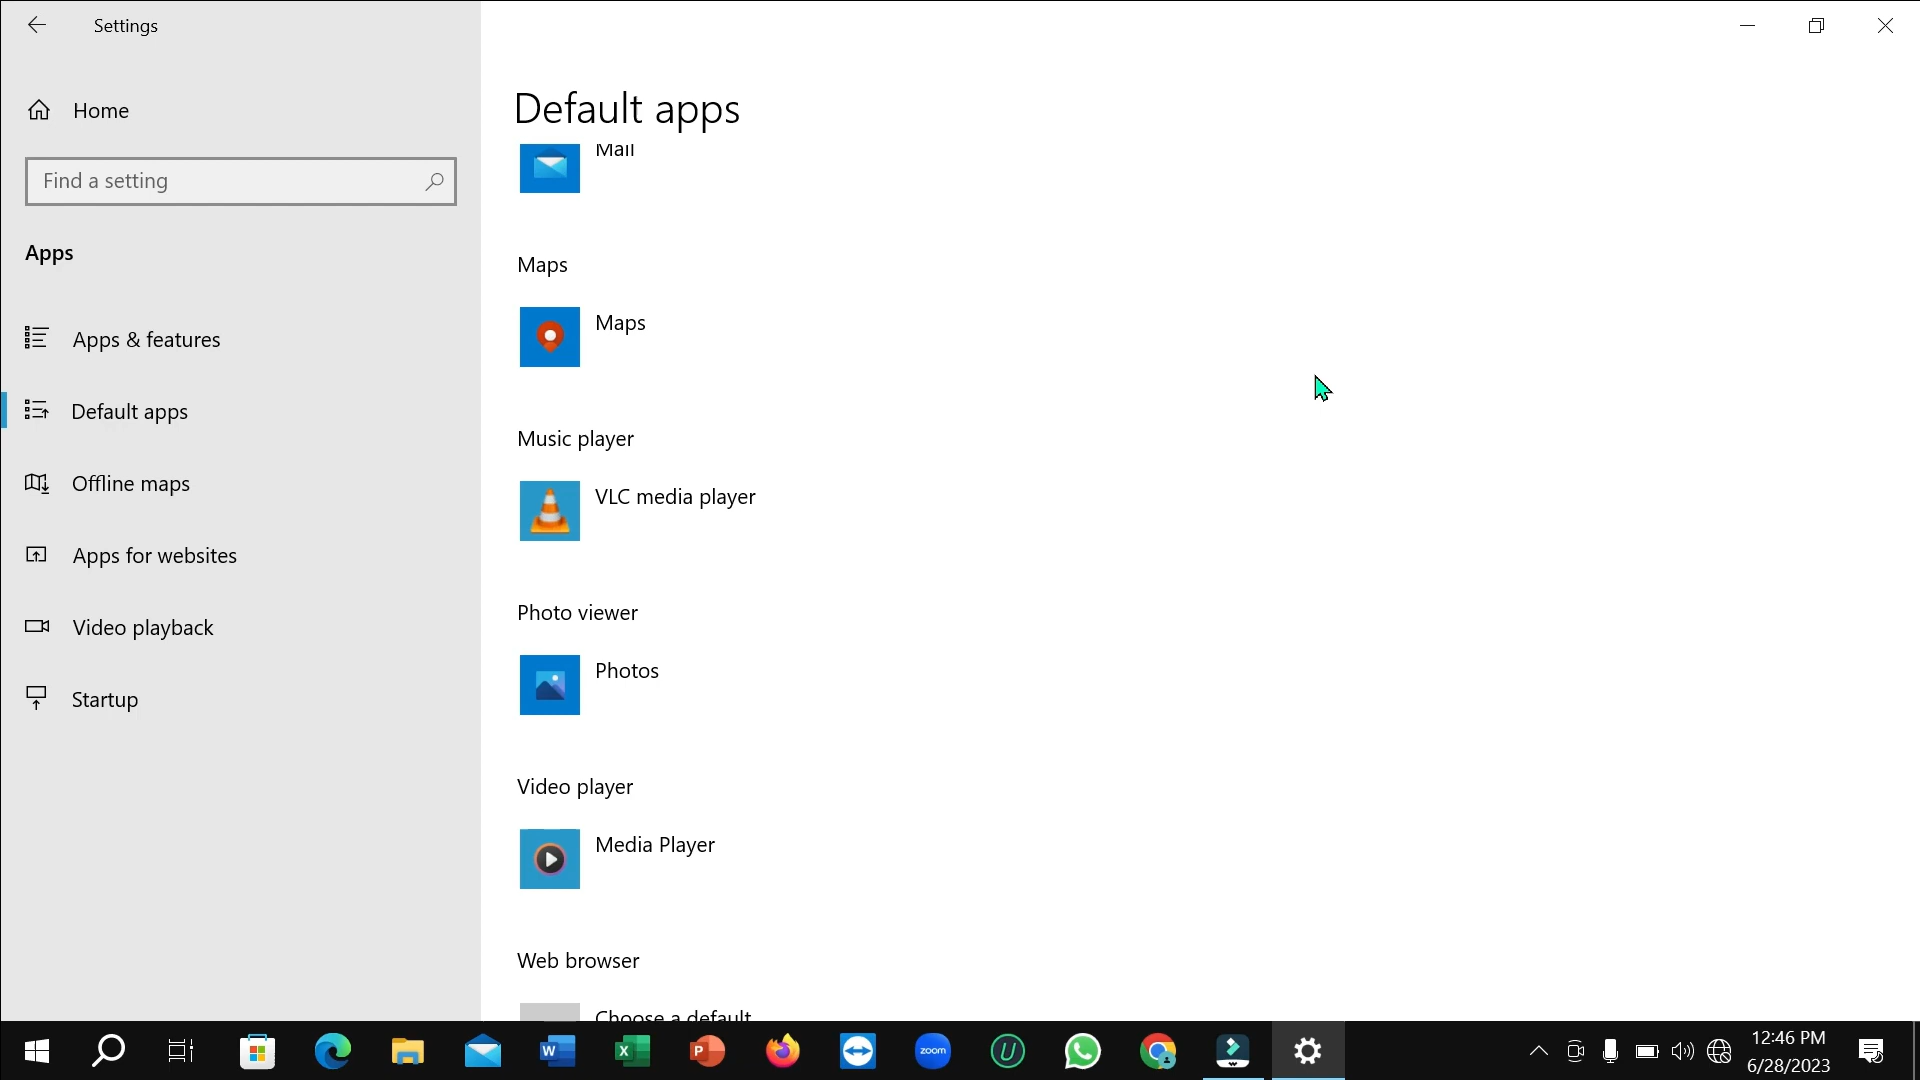 Settings
Home
Find a setting
Apps
Apps & features
Default apps
Offline maps
Apps for websites
Video playback
Startup
Default apps
Mail
Maps
Maps
Music player
VLC media player
Photo viewer
Photos
Video player
Media Player
Web browser
Choose a default
W
X
P
zoom
U
12:46 PM
6/28/2023